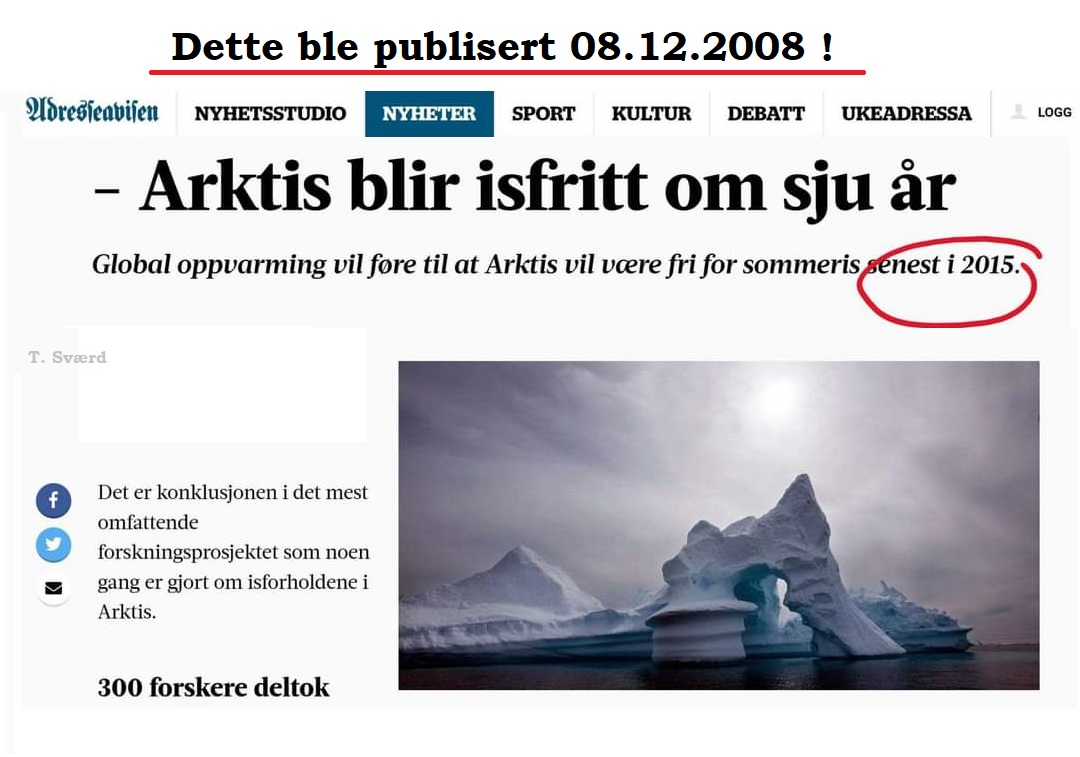 Dette ble publisert 08.12.2008 !
Adresseavisen NYHETSSTUDIO NYHETER SPORT KULTUR DEBATT UKEADRESSA LOGG
– Arktis blir isfritt om sju år
Global oppvarming vil føre til at Arktis vil være fri for sommeris senest i 2015.
T. Sværd
Det er konklusjonen i det mest
omfattende
forskningsprosjektet som noen
gang er gjort om isforholdene i
Arktis.
300 forskere deltok